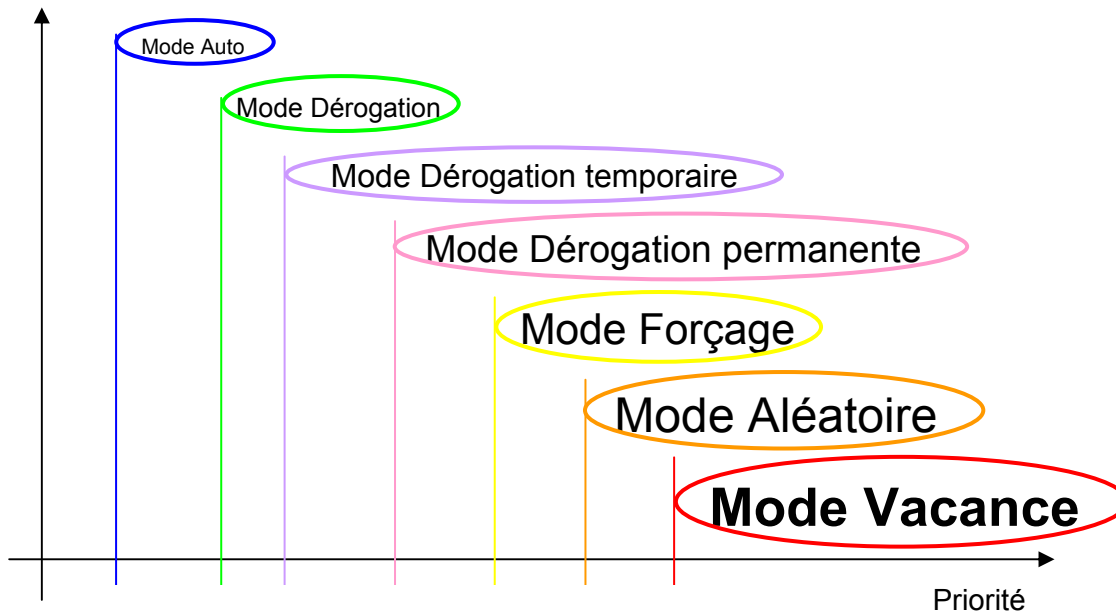 Mode Auto
Mode Dérogation
Mode Dérogation temporaire
Mode Dérogation permanente
Mode Forçage
Mode Aléatoire
Mode Vacance
Priorité